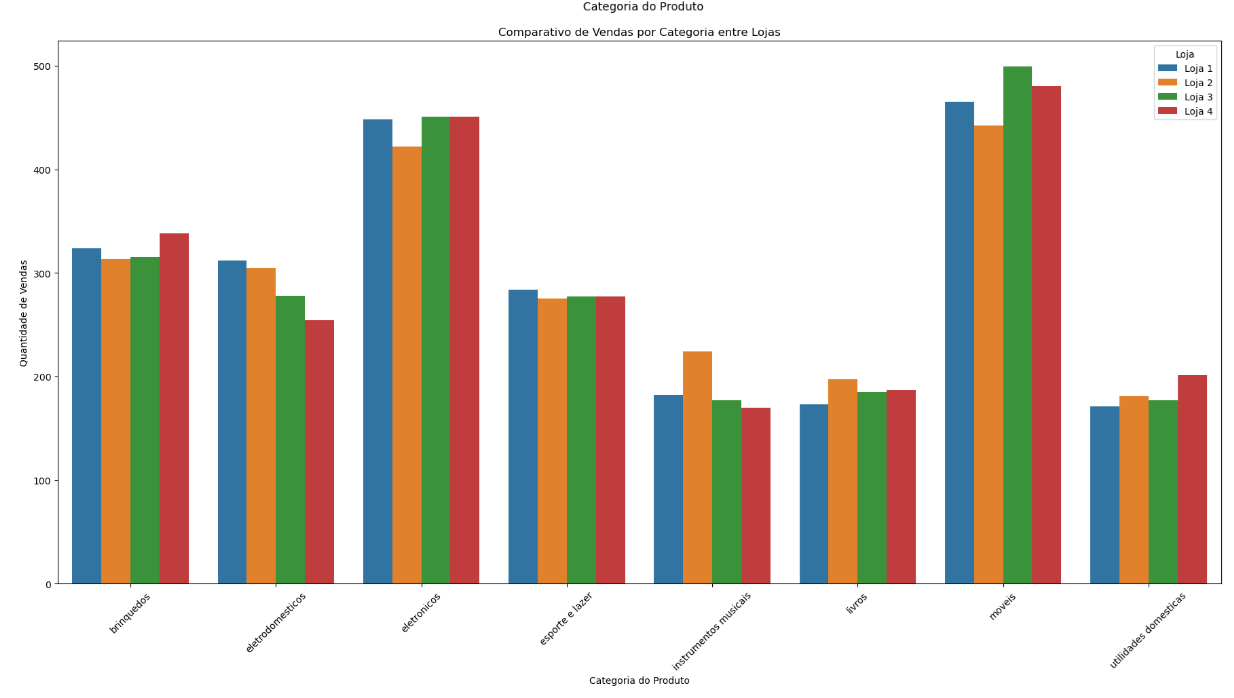 Categoria do Produto
Comparativo de Vendas por Categoria entre Lojas
Loja
Loja 1
Loja 2
Loja 3
Loja 4
Quantidade de Vendas
500
400
300
200
100
0
brinquedos
eletrodomesticos
eletronicos
esporte e lazer
instrumentos musicais
livros
moveis
utilidades domesticas
Categoria do Produto